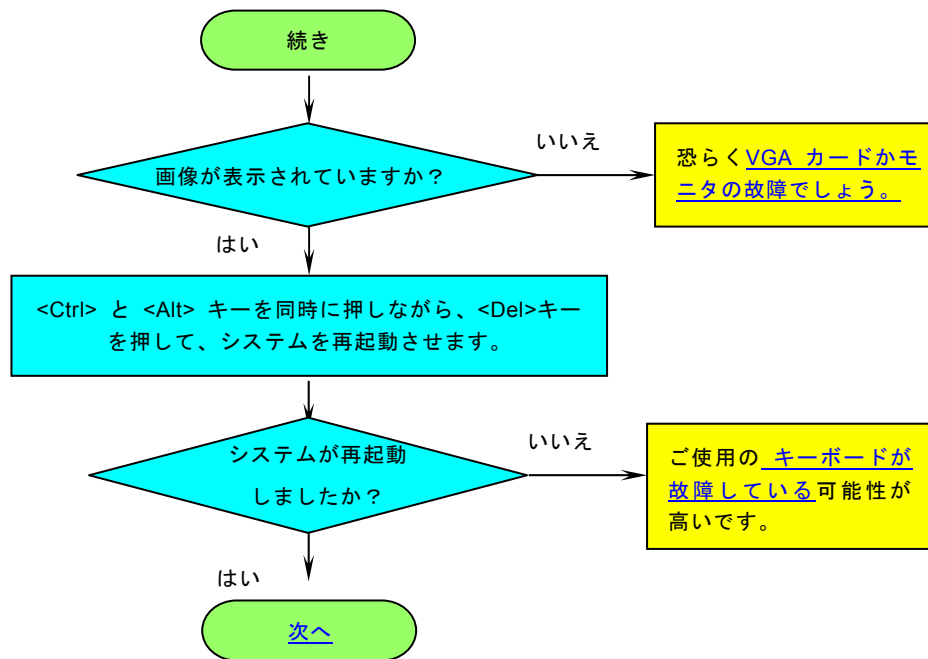 続き
画像が表示されていますか？
いいえ
恐らくVGA カードかモ
ニタの故障でしょう。
はい
<Ctrl> と <Alt> キーを同時に押しながら、<Del>キー
を押して、システムを再起動させます。
システムが再起動
しましたか？
いいえ
ご使用の キーボードが
故障している可能性が
高いです。
はい
次へ